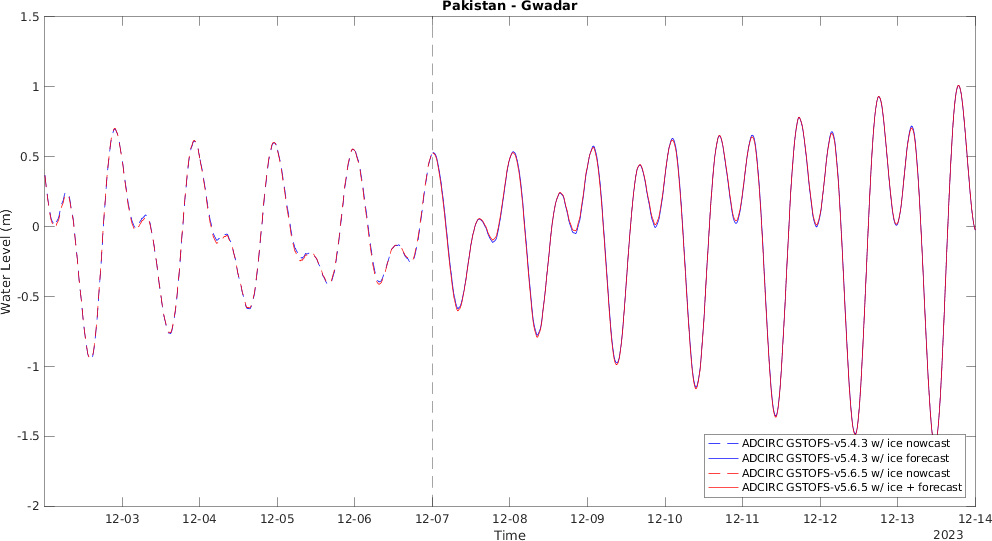 Pakistan - Gwadar
1.5
1
0.5
0
-0.5
-1
-1.5
-2
Water Level (m)
ADCIRC GSTOFS-v5.4.3 w/ ice nowcast
ADCIRC GSTOFS-v5.4.3 w/ ice forecast
ADCIRC GSTOFS-v5.6.5 w/ ice nowcast
ADCIRC GSTOFS-v5.6.5 w/ ice + forecast
12-03 12-04 12-05 12-06 12-07 12-08 12-09 12-10 12-11 12-12 12-13 12-14
Time
2023